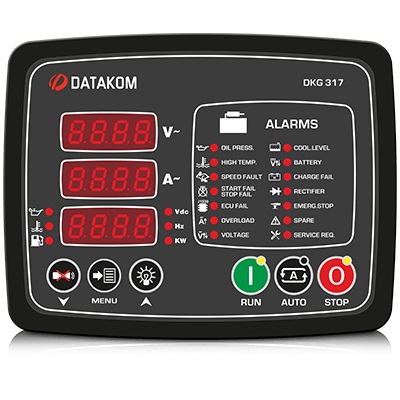 DATAKOM
DKG 317
8.8.8.8. V~
8.8.8.8. A~
8.8.8.8.
Vdc
Hz
KW
MENU
ALARMS
OIL PRESS.
HIGH TEMP.
SPEED FAULT
START FAIL
STOP FAIL
ECU FAIL
OVERLOAD
VOLTAGE
COOL.LEVEL
BATTERY
CHARGE FAIL
RECTIFIER
EMERG.STOP
SPARE
SERVICE REQ.
I A O
RUN AUTO STOP